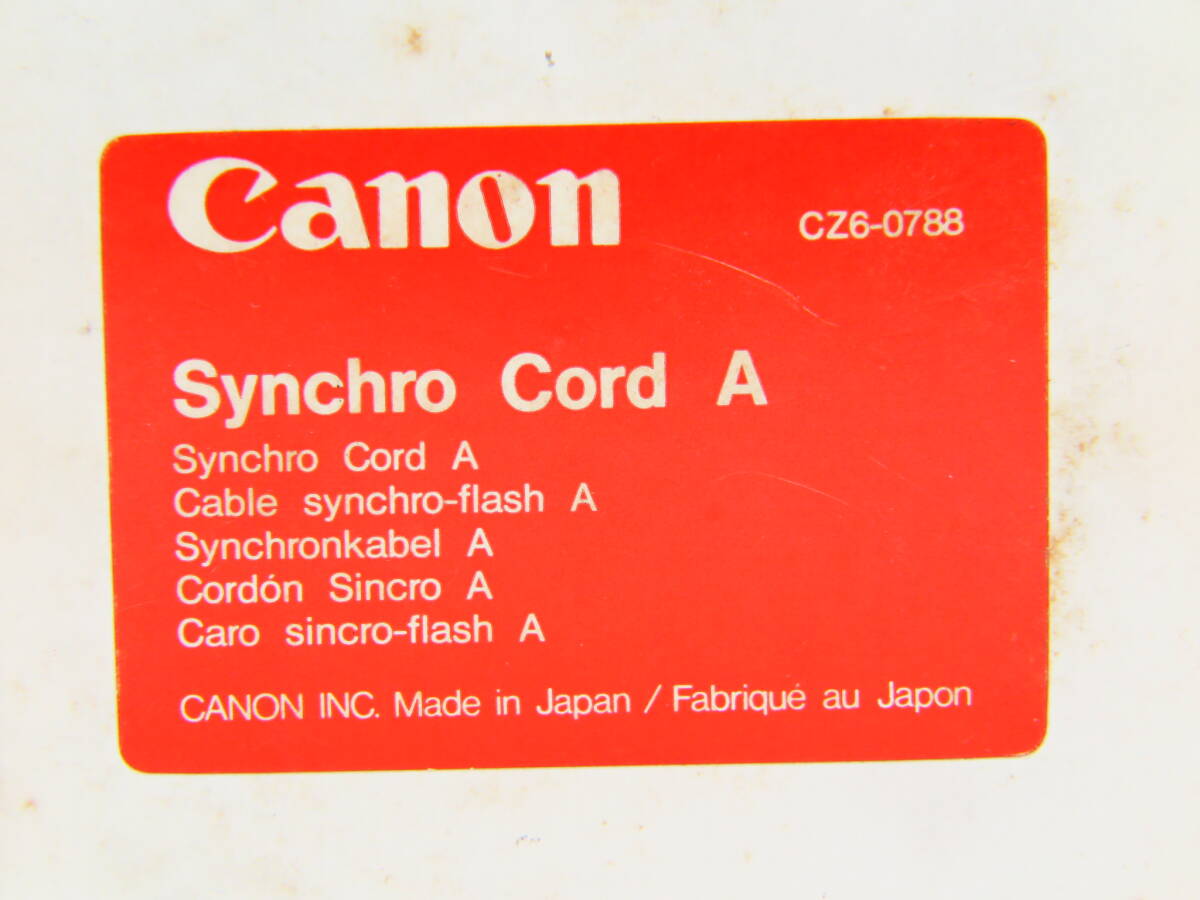 Canon
CZ6-0788
Synchro Cord A
Synchro Cord A
Cable synchro-flash A
Synchronkabel A
Cordón Sincro A
Caro sincro-flash A
CANON INC. Made in Japan / Fabriqué au Japon